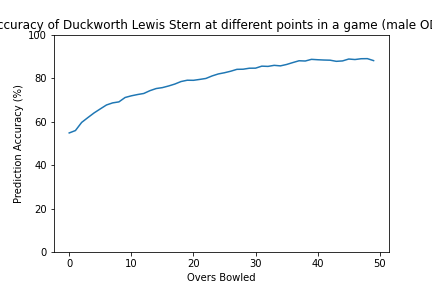 ccuracy of Duckworth Lewis Stern at different points in a game (male OD
100
80
60
40
20
0
Prediction Accuracy (%)
0 10 20 30 40 50
Overs Bowled